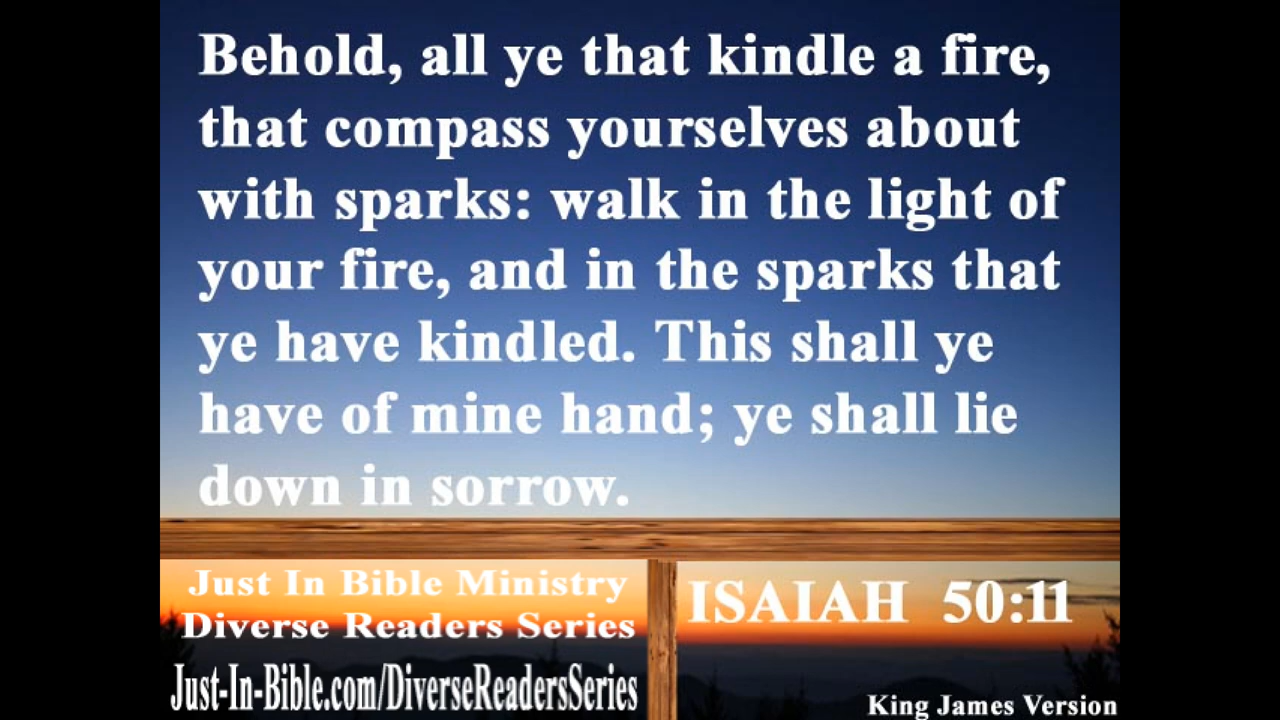 Behold, all ye that kindle a fire,
that compass yourselves about
with sparks: walk in the light of
your fire, and in the sparks that
ye have kindled. This shall ye
have of mine hand; ye shall lie
down in sorrow.
Just In Bible Ministry
Diverse Readers Series
Just-In-Bible.com/DiverseReadersSeries
ISAIAH 50:11
King James Version